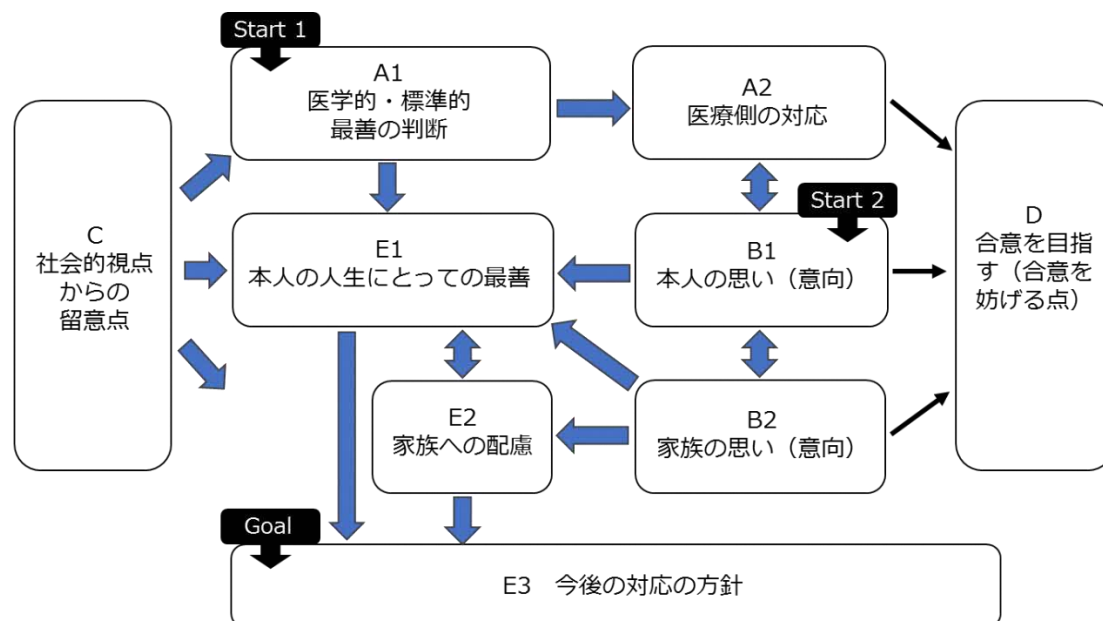 Start 1
A1
医学的・標準的
最善の判断
A2
医療側の対応
C
社会的視点
からの
留意点
E1
本人の人生にとっての最善
Start 2
B1
本人の思い（意向）
D
合意を目指
す（合意を
妨げる点）
E2
家族への配慮
B2
家族の思い（意向）
Goal
E3　今後の対応の方針